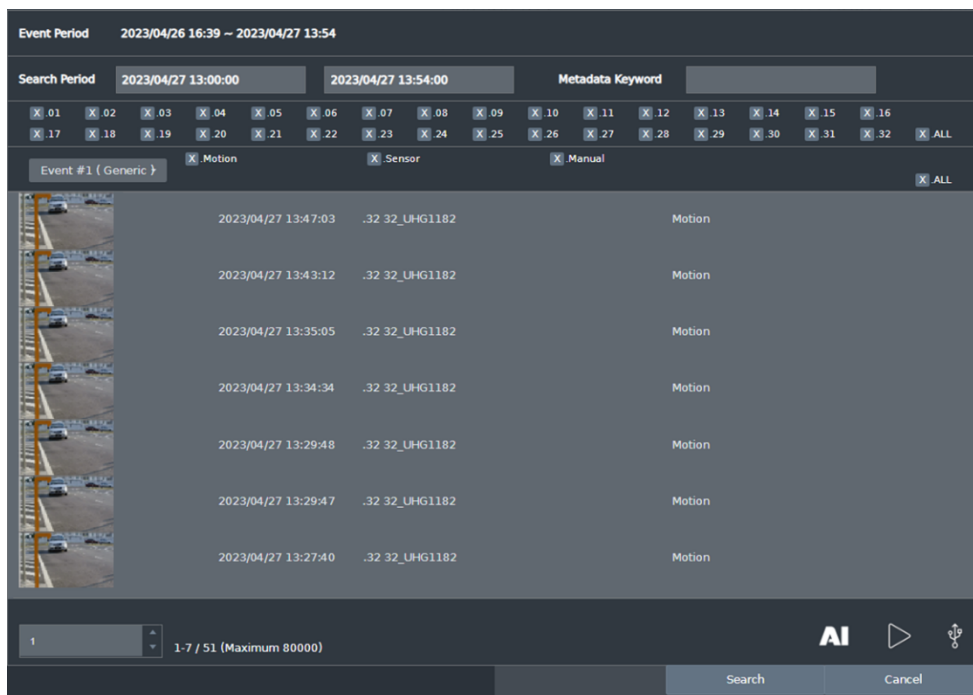 Event Period 2023/04/26 16:39 ~ 2023/04/27 13:54
Search Period 2023/04/27 13:00:00 2023/04/27 13:54:00 Metadata Keyword
X .01 X .02 X .03 X .04 X .05 X .06 X .07 X .08 X .09 X .10 X .11 X .12 X .13 X .14 X .15 X .16
X .17 X .18 X .19 X .20 X .21 X .22 X .23 X .24 X .25 X .26 X .27 X .28 X .29 X .30 X .31 X .32 X .ALL
Event #1 ( Generic ) X .Motion X .Sensor X .Manual
X .ALL
2023/04/27 13:47:03 .32 32_UHG1182 Motion
2023/04/27 13:43:12 .32 32_UHG1182 Motion
2023/04/27 13:35:05 .32 32_UHG1182 Motion
2023/04/27 13:34:34 .32 32_UHG1182 Motion
2023/04/27 13:29:48 .32 32_UHG1182 Motion
2023/04/27 13:29:47 .32 32_UHG1182 Motion
2023/04/27 13:27:40 .32 32_UHG1182 Motion
1 1-7 / 51 (Maximum 80000) AI
Search Cancel